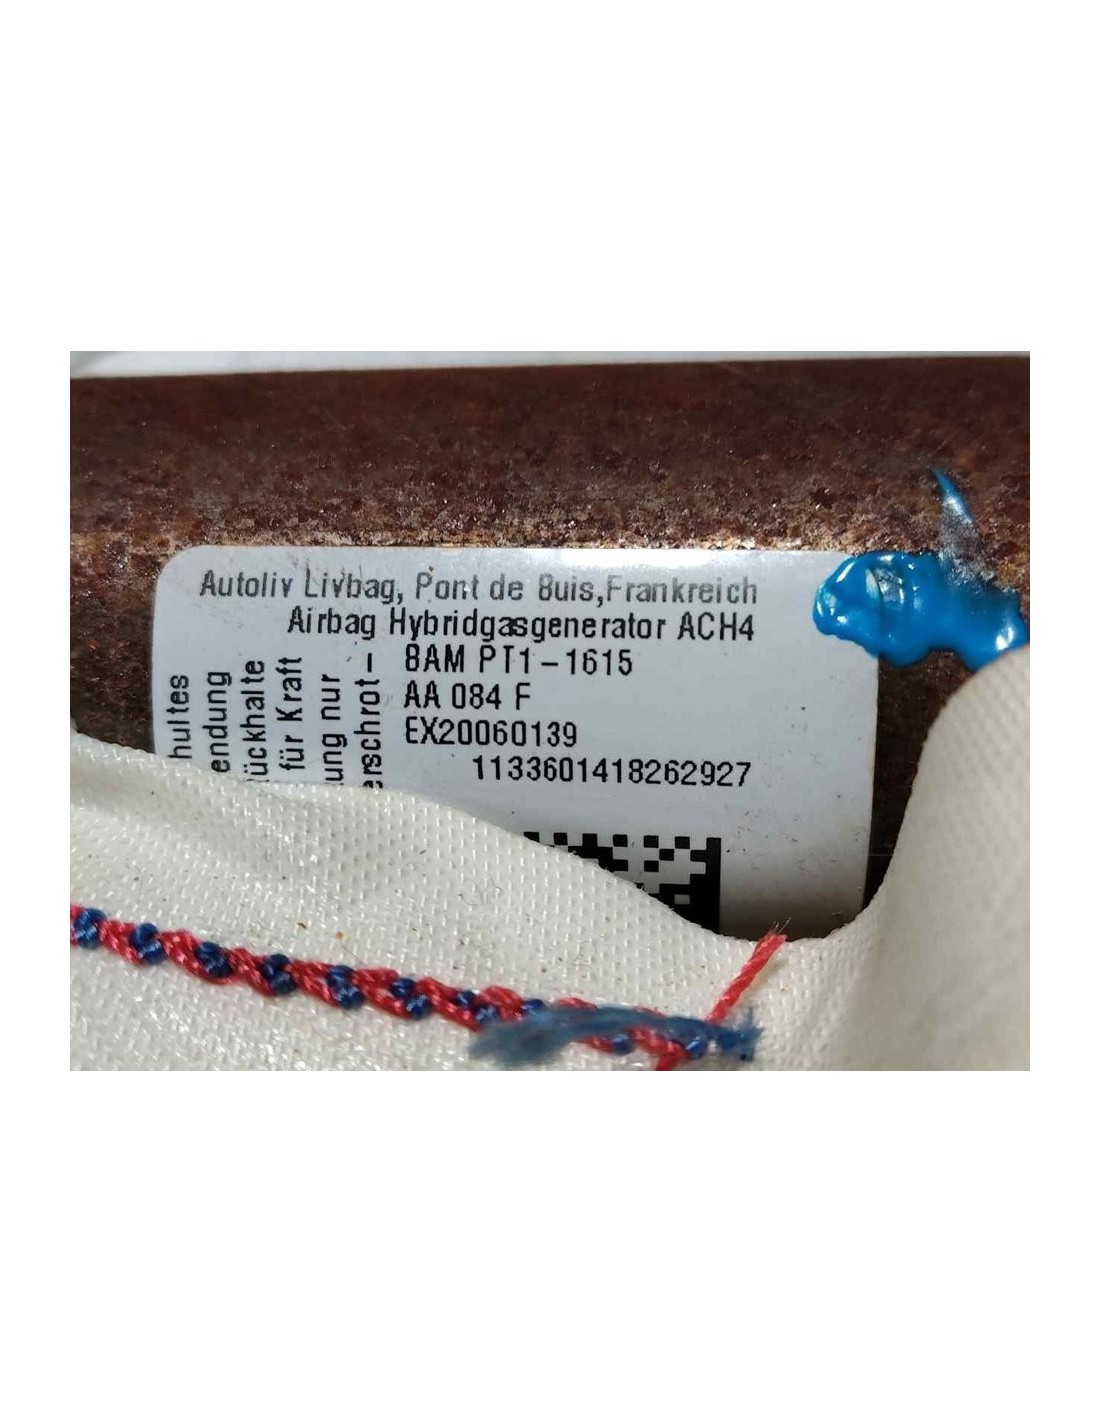 Autoliv Livbag, Pont de Buis,Frankreich
Airbag Hybridgasgenerator ACH4
BAM PT1-1615
AA 084 F
EX20060139
1133601418262927
hultes
endung
ückhalte
für Kraft
ung nur
erschrot-